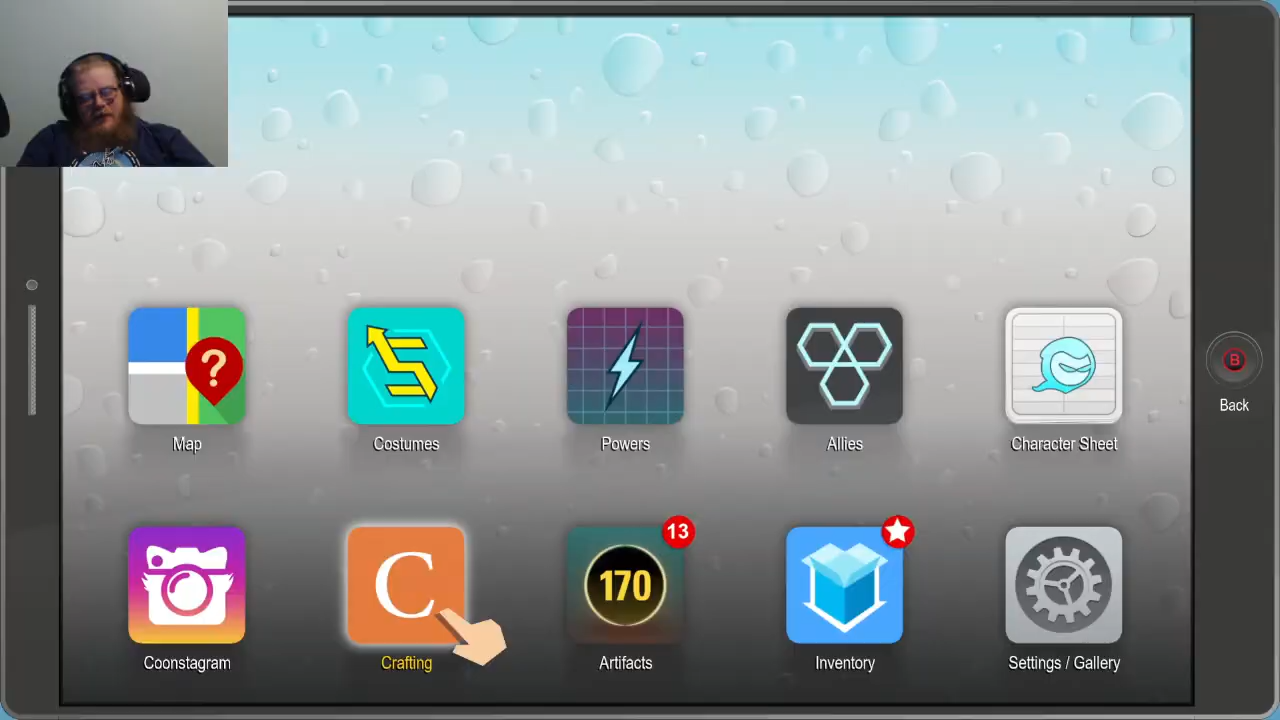 ?
Map
Costumes
Powers
Allies
Character Sheet
B
Back
C
13
170
Coonstagram
Crafting
Artifacts
Inventory
Settings / Gallery